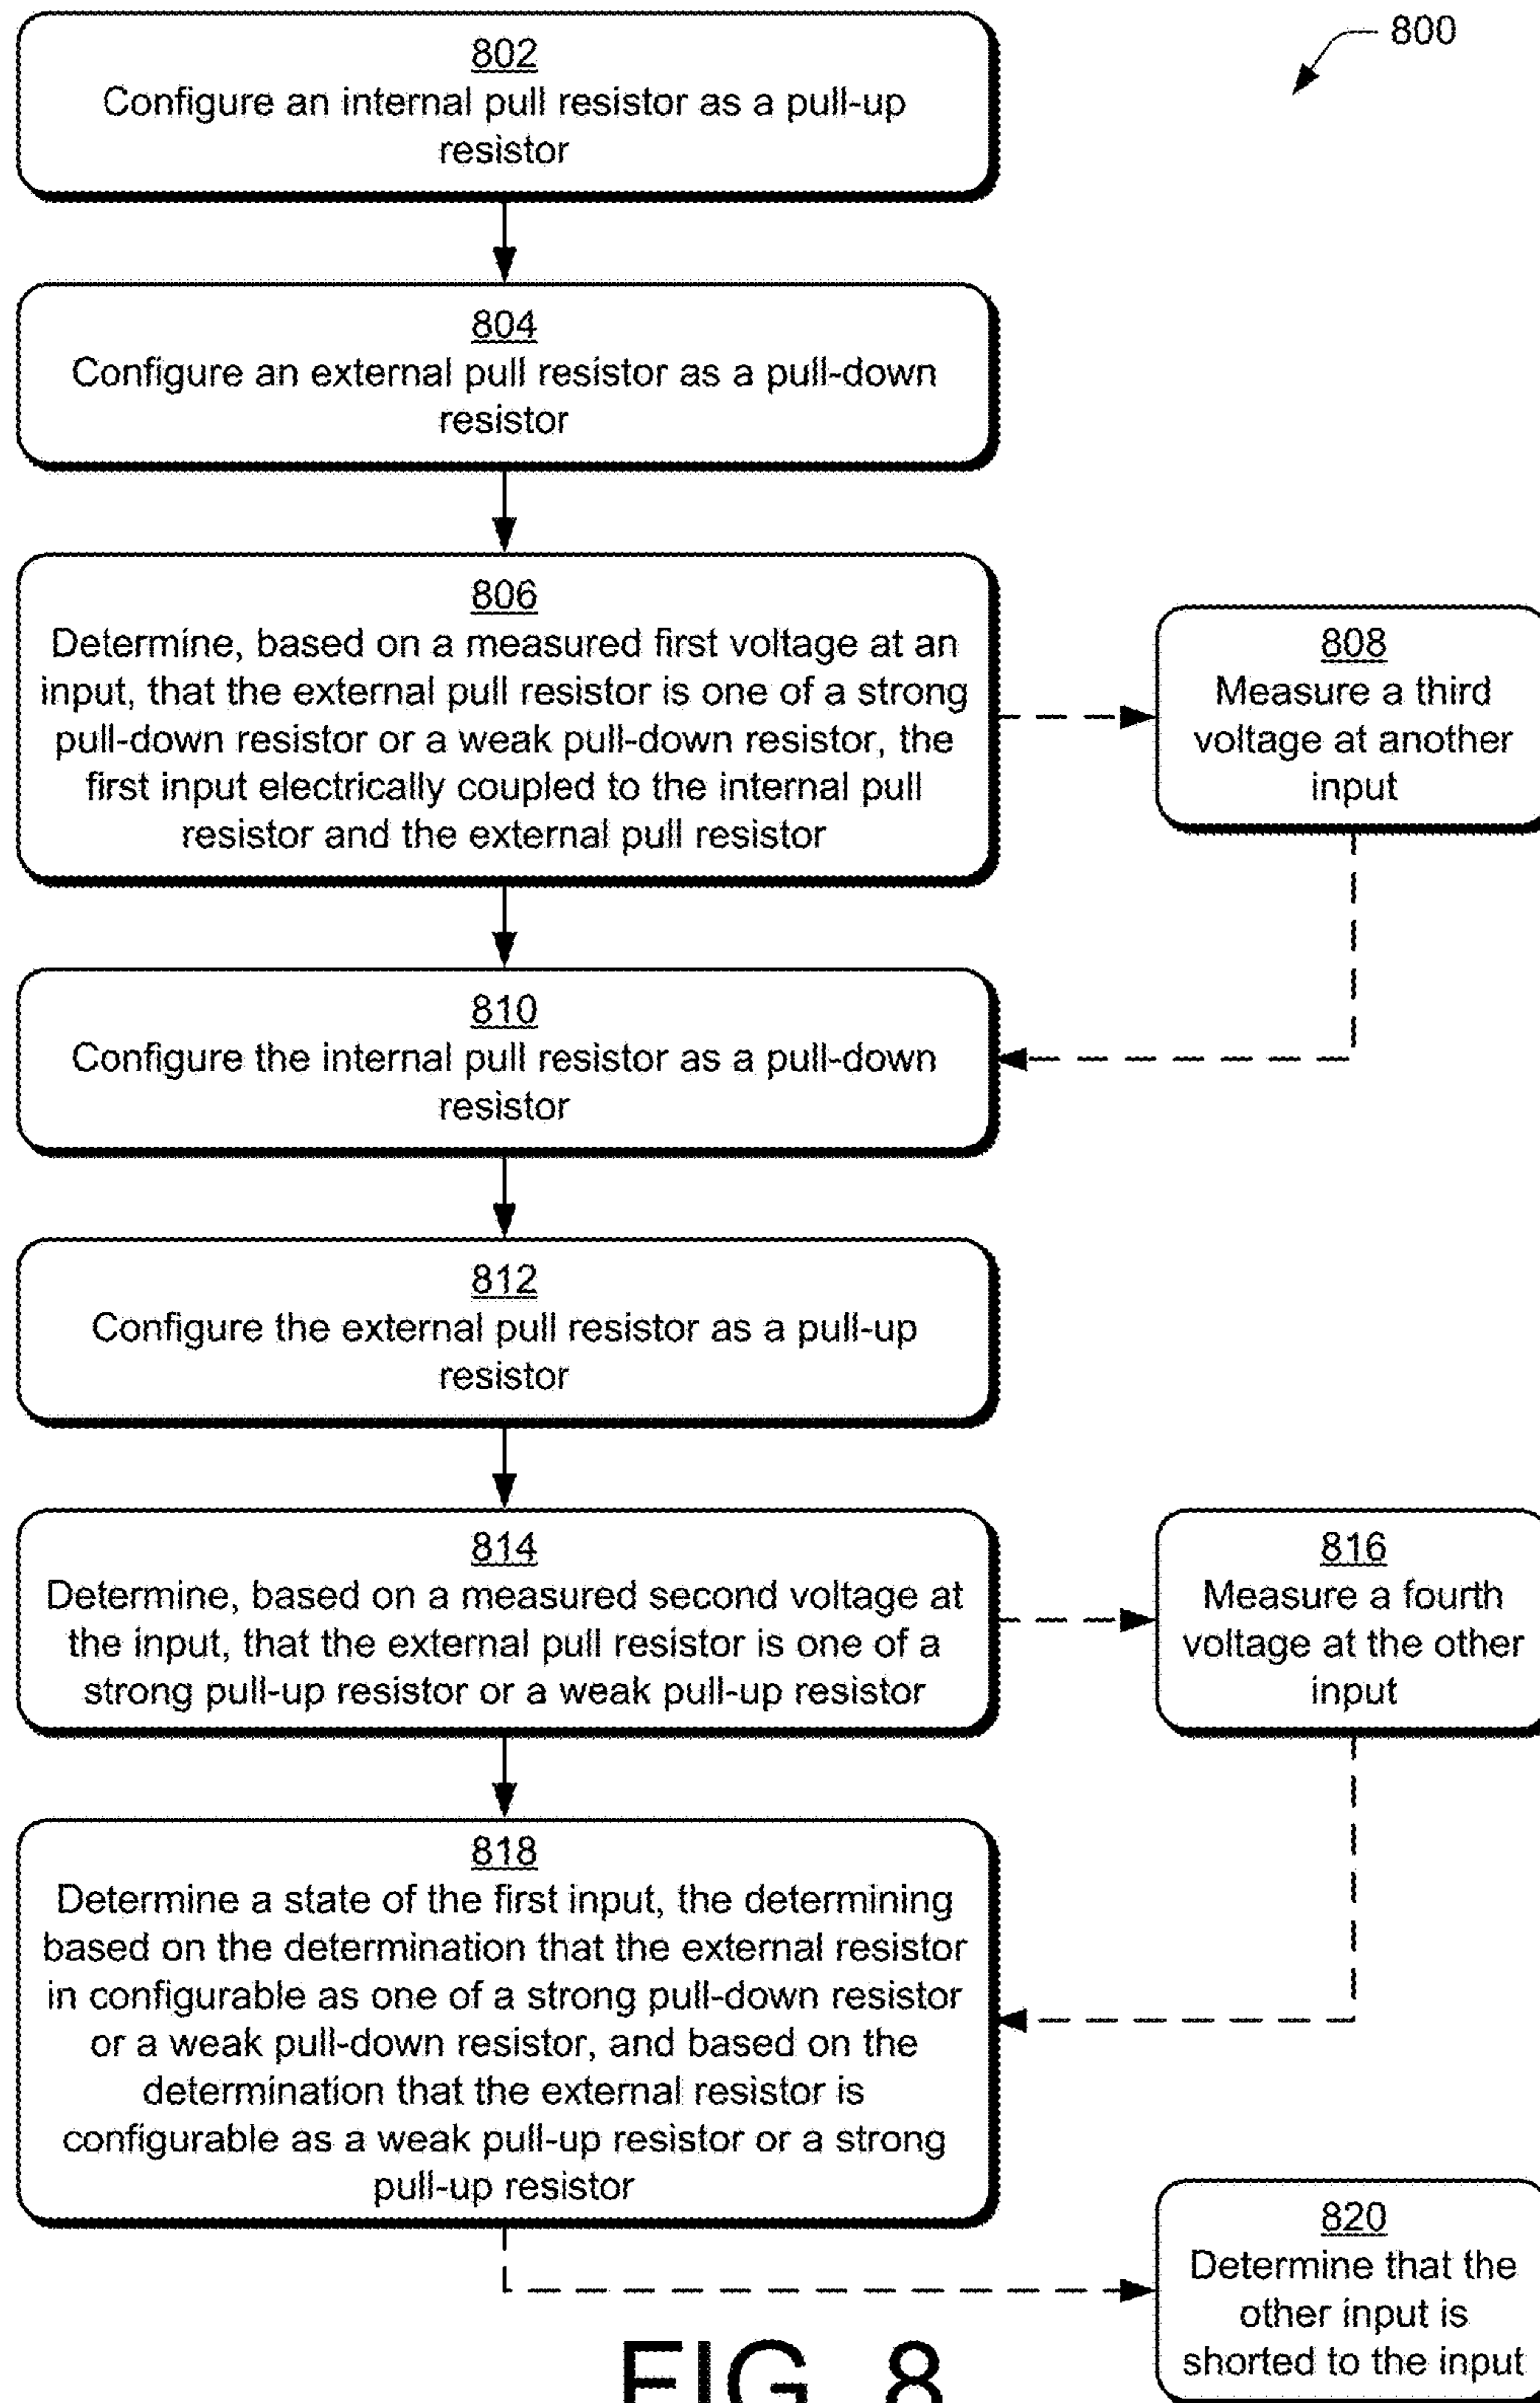 800
802
Configure an internal pull resistor as a pull-up
resistor
804
Configure an external pull resistor as a pull-down
resistor
806
Determine, based on a measured first voltage at an
input, that the external pull resistor is one of a strong
pull-down resistor or a weak pull-down resistor, the
first input electrically coupled to the internal pull
resistor and the external pull resistor
808
Measure a third
voltage at another
input
810
Configure the internal pull resistor as a pull-down
resistor
812
Configure the external pull resistor as a pull-up
resistor
814
Determine, based on a measured second voltage at
the input, that the external pull resistor is one of a
strong pull-up resistor or a weak pull-up resistor
816
Measure a fourth
voltage at the other
input
818
Determine a state of the first input, the determining
based on the determination that the external resistor
in configurable as one of a strong pull-down resistor
or a weak pull-down resistor, and based on the
determination that the external resistor is
configurable as a weak pull-up resistor or a strong
pull-up resistor
820
Determine that the
other input is
shorted to the input
FIG. 8